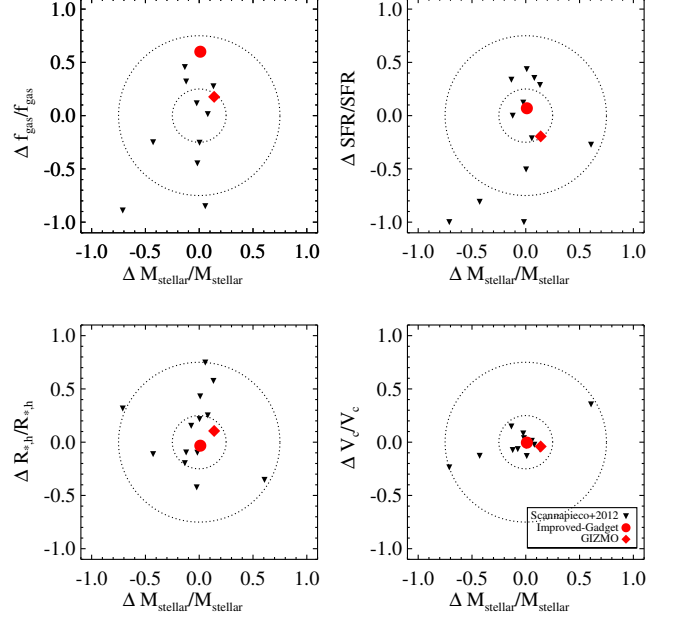 1.0
0.5
0.0
-0.5
-1.0
Δ f_gas/f_gas
-1.0 -0.5 0.0 0.5 1.0
Δ M_stellar/M_stellar
1.0
0.5
0.0
-0.5
-1.0
Δ SFR/SFR
-1.0 -0.5 0.0 0.5 1.0
Δ M_stellar/M_stellar
1.0
0.5
0.0
-0.5
-1.0
Δ R_*,h/R_*,h
-1.0 -0.5 0.0 0.5 1.0
Δ M_stellar/M_stellar
1.0
0.5
0.0
-0.5
-1.0
Δ V_c/V_c
Scannapieco+2012
Improved-Gadget
GIZMO
-1.0 -0.5 0.0 0.5 1.0
Δ M_stellar/M_stellar